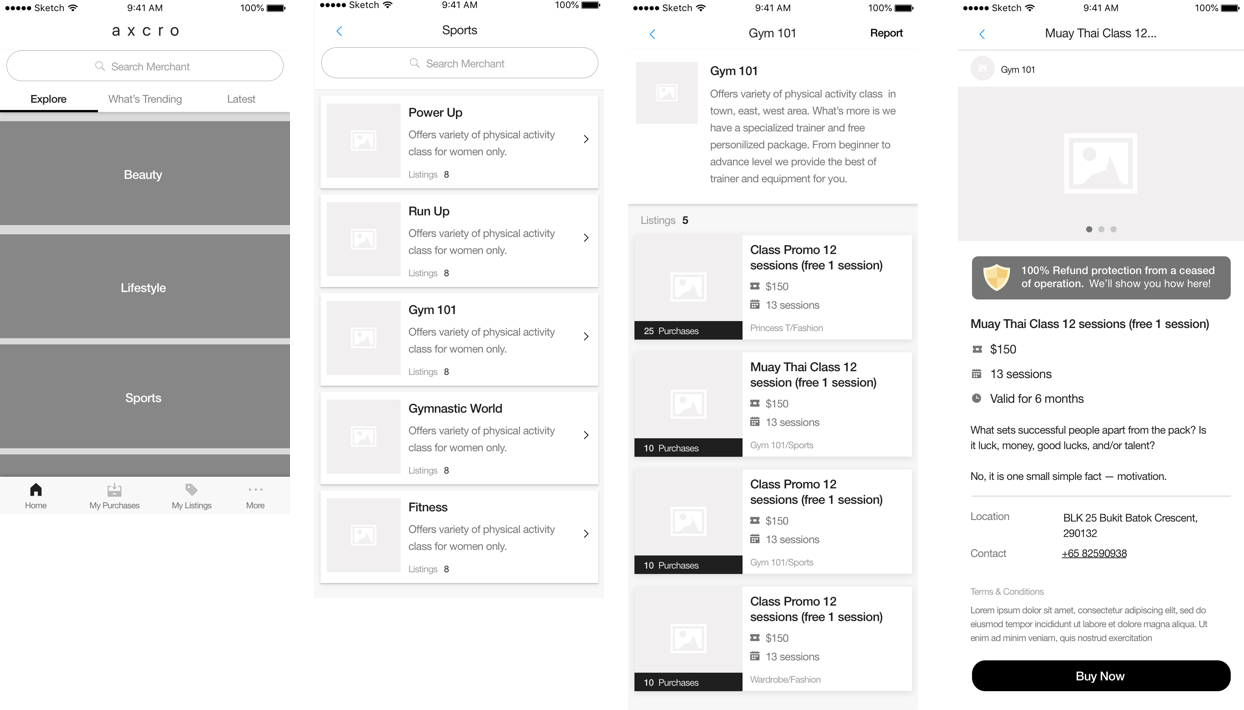 Sketch 9:41 AM 100%
axcro
Search Merchant
Explore What's Trending Latest
Beauty
Lifestyle
Sports
Home My Purchases My Listings More
Sketch 9:41 AM 100%
Sports
Search Merchant
Power Up
Offers variety of physical activity
class for women only.
Listings 8
Run Up
Offers variety of physical activity
class for women only.
Listings 8
Gym 101
Offers variety of physical activity
class for women only.
Listings 8
Gymnastic World
Offers variety of physical activity
class for women only.
Listings 8
Fitness
Offers variety of physical activity
class for women only.
Listings 8
Sketch 9:41 AM 100%
Gym 101 Report
Gym 101
Offers variety of physical activity class in
town, east, west area. What's more is we
have a specialized trainer and free
personilized package. From beginner to
advance level we provide the best of
trainer and equipment for you.
Listings 5
Class Promo 12
sessions (free 1 session)
$150
13 sessions
25 Purchases Princess T/Fashion
Muay Thai Class 12
session (free 1 session)
$150
13 sessions
10 Purchases Gym 101/Sports
Class Promo 12
sessions (free 1 session)
$150
13 sessions
10 Purchases Gym 101/Sports
Class Promo 12
sessions (free 1 session)
$150
13 sessions
10 Purchases Wardrobe/Fashion
Sketch 9:41 AM 100%
Muay Thai Class 12...
Gym 101
100% Refund protection from a ceased
of operation. We'll show you how here!
Muay Thai Class 12 sessions (free 1 session)
$150
13 sessions
Valid for 6 months
What sets successful people apart from the pack? Is
it luck, money, good lucks, and/or talent?
No, it is one small simple fact — motivation.
Location BLK 25 Bukit Batok Crescent,
290132
Contact +65 82590938
Terms & Conditions
Lorem ipsum dolor sit amet, consectetur adipiscing elit, sed do
eiusmod tempor incididunt ut labore et dolore magna aliqua. Ut
enim ad minim veniam, quis nostrud exercitation
Buy Now